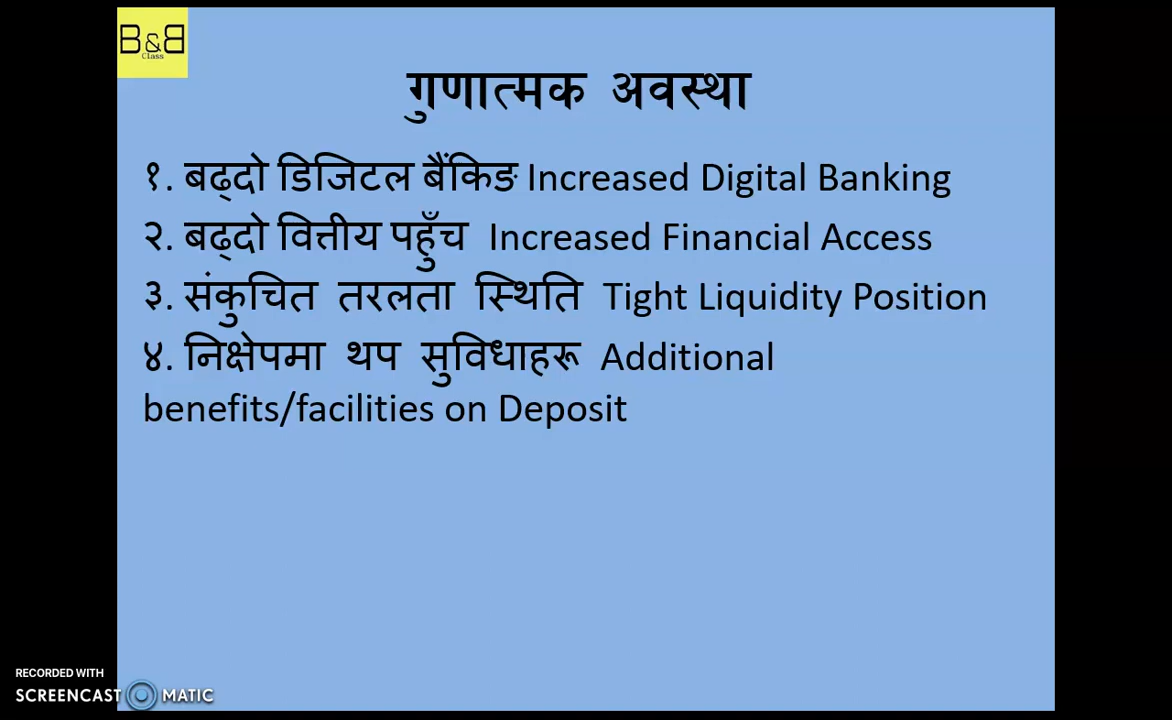 B&B
Class
गुणात्मक अवस्था
१. बढ्दो डिजिटल बैंकिङ Increased Digital Banking
२. बढ्दो वित्तीय पहुँच Increased Financial Access
३. संकुचित तरलता स्थिति Tight Liquidity Position
४. निक्षेपमा थप सुविधाहरू Additional
benefits/facilities on Deposit
RECORDED WITH
SCREENCAST MATIC